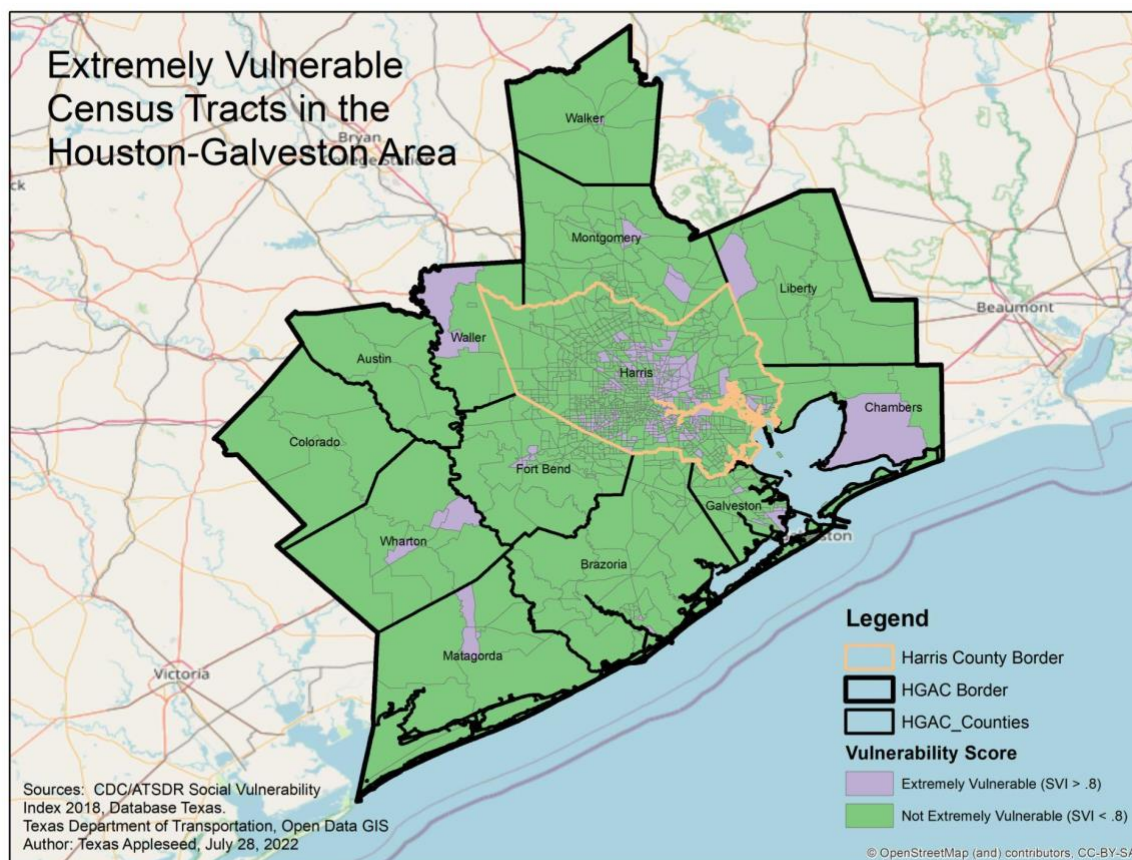 Extremely Vulnerable
Census Tracts in the
Houston-Galveston Area
Bryan
College Station
Walker
Montgomery
Liberty
Beaumont
Waller
Austin
Harris
Chambers
Colorado
Fort Bend
Galveston
Wharton
Brazoria
Matagorda
Victoria
Legend
Harris County Border
HGAC Border
HGAC_Counties
Vulnerability Score
Extremely Vulnerable (SVI > .8)
Not Extremely Vulnerable (SVI < .8)
Sources: CDC/ATSDR Social Vulnerability
Index 2018, Database Texas.
Texas Department of Transportation, Open Data GIS
Author: Texas Appleseed, July 28, 2022
© OpenStreetMap (and) contributors, CC-BY-SA